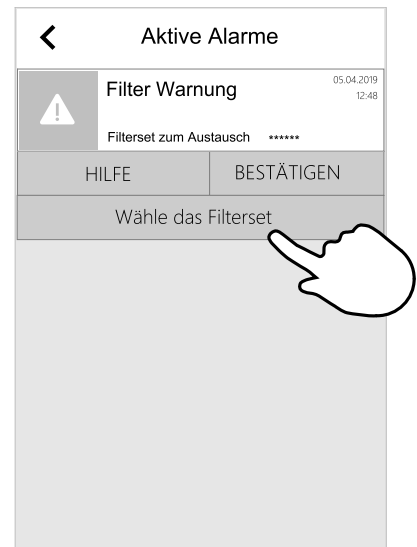 Aktive Alarme
Filter Warnung
05.04.2019
12:48
Filterset zum Austausch ******
HILFE
BESTÄTIGEN
Wähle das Filterset